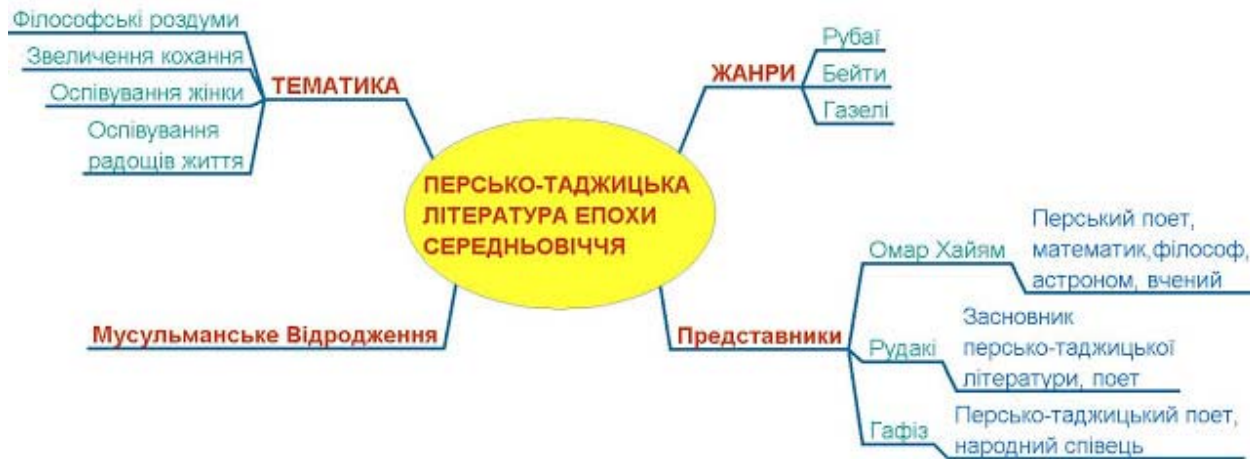 ПЕРСЬКО-ТАДЖИЦЬКА
ЛІТЕРАТУРА ЕПОХИ
СЕРЕДНЬОВІЧЧЯ
ТЕМАТИКА
Філософські роздуми
Звеличення кохання
Оспівування жінки
Оспівування
радощів життя
ЖАНРИ
Рубаї
Бейти
Газелі
Мусульманське Відродження
Представники
Омар Хайям
Перський поет,
математик,філософ,
астроном, вчений
Рудакі
Засновник
персько-таджицької
літератури, поет
Гафіз
Персько-таджицький поет,
народний співець